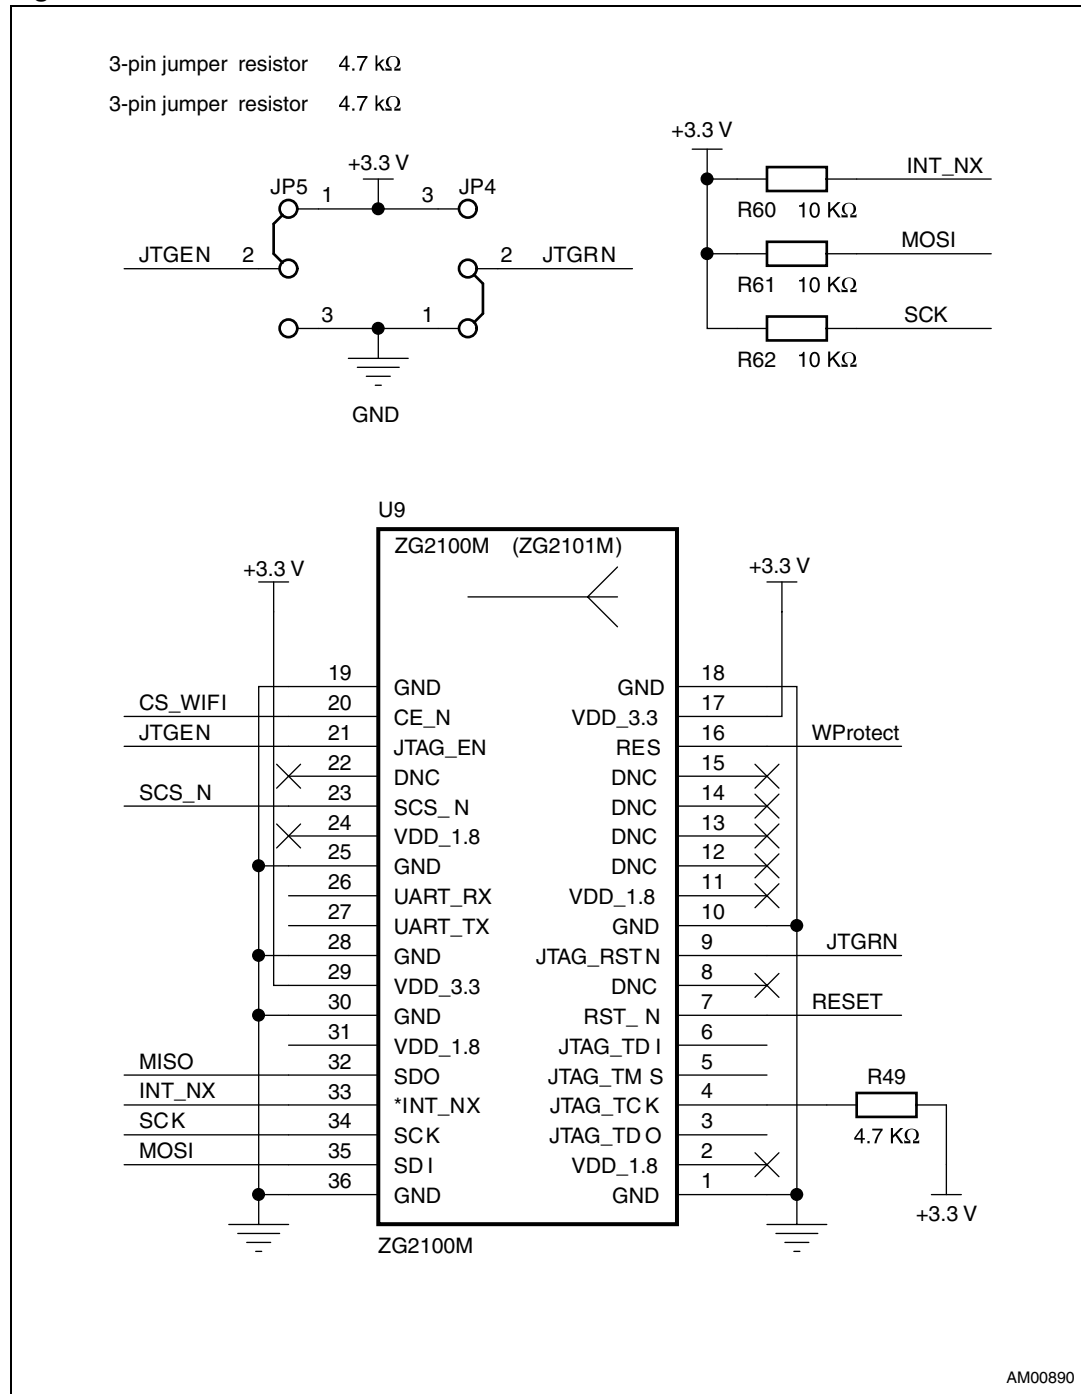 3-pin jumper resistor 4.7 kΩ
3-pin jumper resistor 4.7 kΩ
+3.3 V
JP5 1 3 JP4
JTGEN 2
2 JTGRN
3 1
GND
+3.3 V
INT_NX
R60 10 KΩ
MOSI
R61 10 KΩ
SCK
R62 10 KΩ
U9
ZG2100M (ZG2101M)
+3.3 V
+3.3 V
19 GND
CS_WIFI 20 CE_N
JTGEN 21 JTAG_EN
22 DNC
SCS_N 23 SCS_ N
24 VDD_1.8
25 GND
26 UART_RX
27 UART_TX
28 GND
29 VDD_3.3
30 GND
31 VDD_1.8
MISO 32 SDO
INT_NX 33 *INT_NX
SCK 34 SCK
MOSI 35 SDI
36 GND
GND 18
VDD_3.3 17
RES 16 WProtect
DNC 15
DNC 14
DNC 13
DNC 12
VDD_1.8 11
GND 10
JTAG_RSTN 9 JTGRN
DNC 8
RST_ N 7 RESET
JTAG_TD I 6
JTAG_TM S 5
JTAG_TC K 4
JTAG_TD O 3
VDD_1.8 2
GND 1
R49
4.7 KΩ
+3.3 V
ZG2100M
AM00890